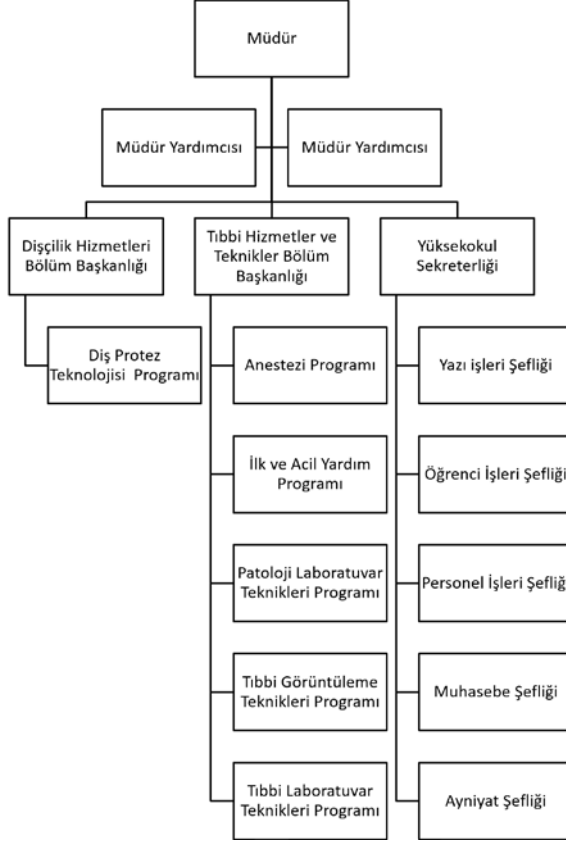 Müdür
Müdür Yardımcısı
Müdür Yardımcısı
Dişçilik Hizmetleri
Bölüm Başkanlığı
Tıbbi Hizmetler ve
Teknikler Bölüm
Başkanlığı
Yüksekokul
Sekreterliği
Diş Protez
Teknolojisi Programı
Anestezi Programı
Yazı işleri Şefliği
İlk ve Acil Yardım
Programı
Öğrenci İşleri Şefliği
Patoloji Laboratuvar
Teknikleri Programı
Personel İşleri Şefliği
Tıbbi Görüntüleme
Teknikleri Programı
Muhasebe Şefliği
Tıbbi Laboratuvar
Teknikleri Programı
Ayniyat Şefliği